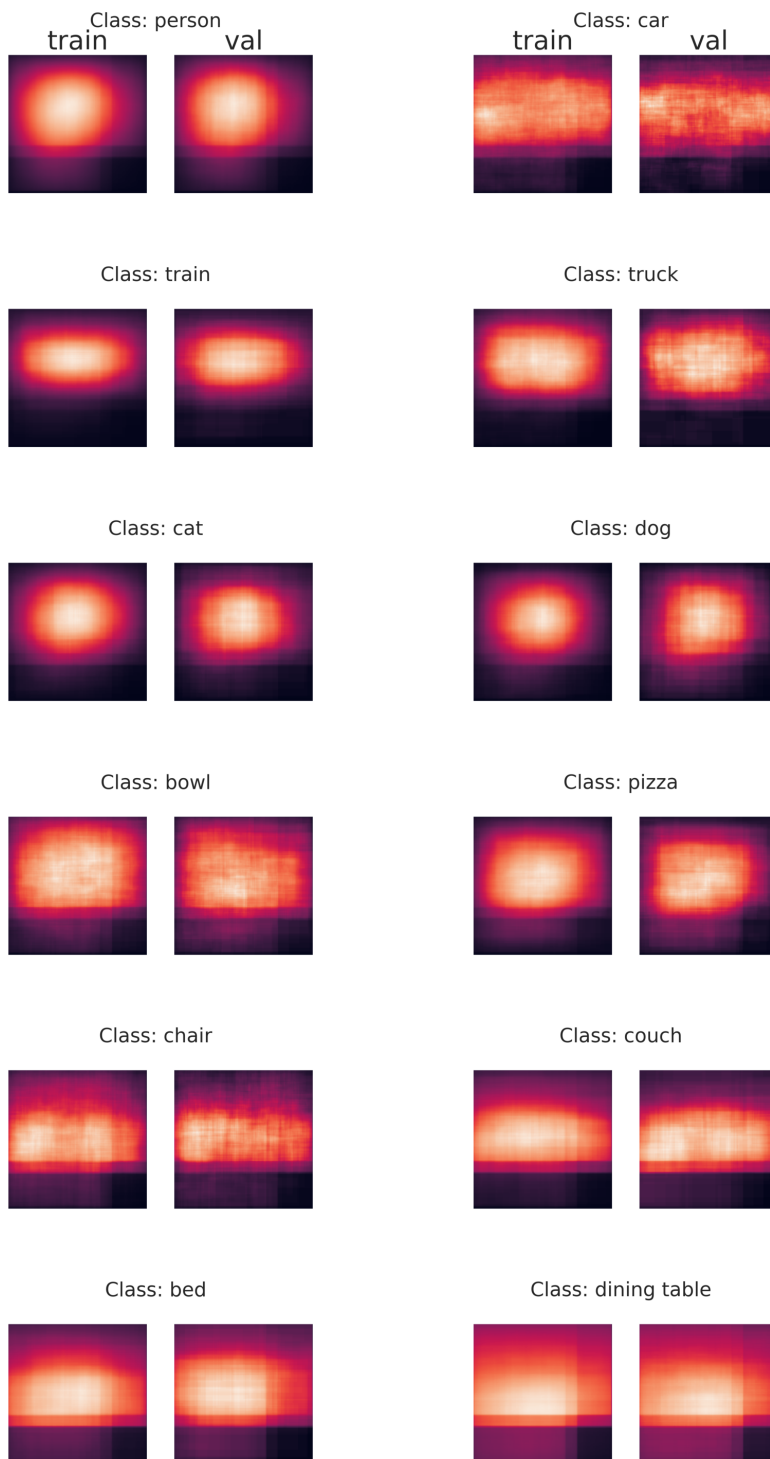 Class: person
train val
Class: car
train val
Class: train
Class: truck
Class: cat
Class: dog
Class: bowl
Class: pizza
Class: chair
Class: couch
Class: bed
Class: dining table